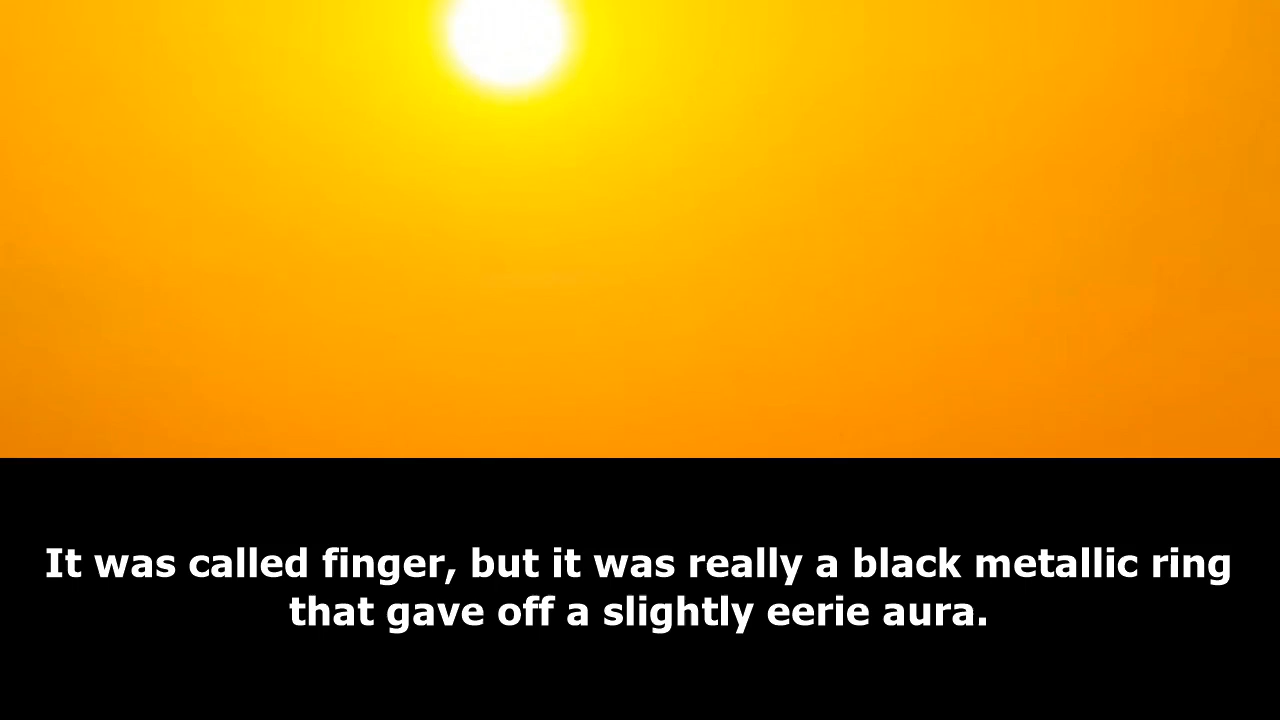 It was called finger, but it was really a black metallic ring
that gave off a slightly eerie aura.